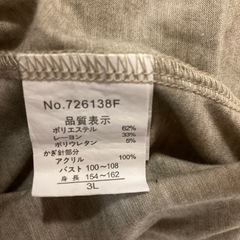 No.726138F
品質表示
ポリエステル 62%
レーヨン 33%
ポリウレタン 5%
かぎ針部分
アクリル 100%
バスト 100~108
身長 154~162
3L